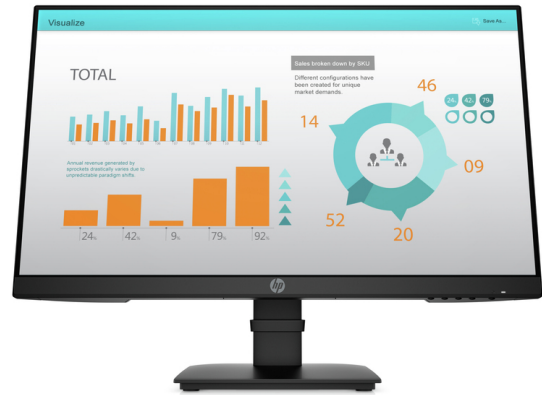 Visualize
Save As...
TOTAL
Sales broken down by SKU
Different configurations have
been created for unique
market demands.
46
24%
42%
79%
14
09
52
20
Annual revenue generated by
sprockets drastically varies due to
unpredictable paradigm shifts.
24%
42%
9%
79%
92%
hp